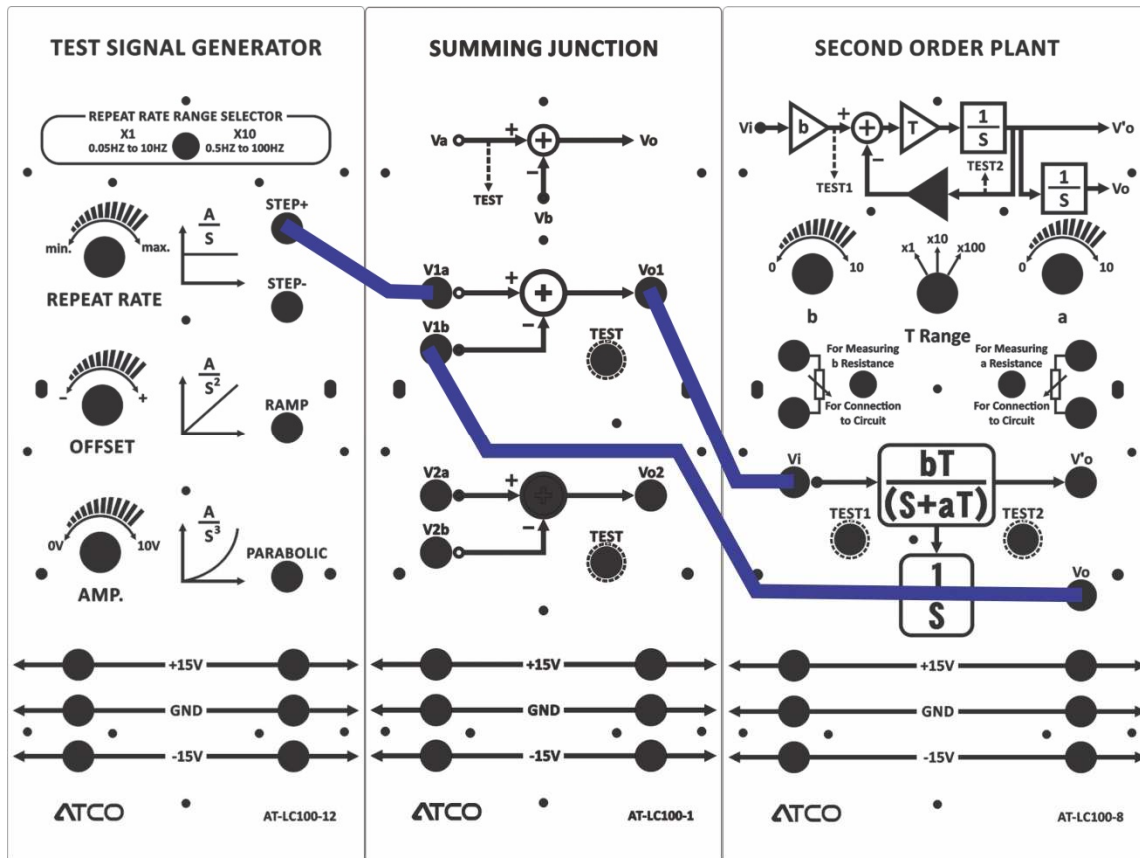 TEST SIGNAL GENERATOR
REPEAT RATE RANGE SELECTOR
X1
0.05HZ to 10HZ
X10
0.5HZ to 100HZ
STEP+
min.
max.
A
S
REPEAT RATE
STEP-
-
+
A
S²
OFFSET
RAMP
0V
10V
A
S³
PARABOLIC
AMP.
+15V
GND
-15V
ATCO
AT-LC100-12
SUMMING JUNCTION
Va
+
+
Vo
-
TEST
Vb
V1a
+
+
Vo1
V1b
-
TEST
V2a
+
+
Vo2
V2b
-
TEST
+15V
GND
-15V
ATCO
AT-LC100-1
SECOND ORDER PLANT
Vi
b
+
+
T
1
S
V'o
-
TEST1
TEST2
1
S
Vo
0
10
b
x1
x10
x100
T Range
0
10
a
For Measuring
b Resistance
For Connection
to Circuit
For Measuring
a Resistance
For Connection
to Circuit
Vi
bT
(S+aT)
V'o
TEST1
TEST2
1
S
Vo
+15V
GND
-15V
ATCO
AT-LC100-8